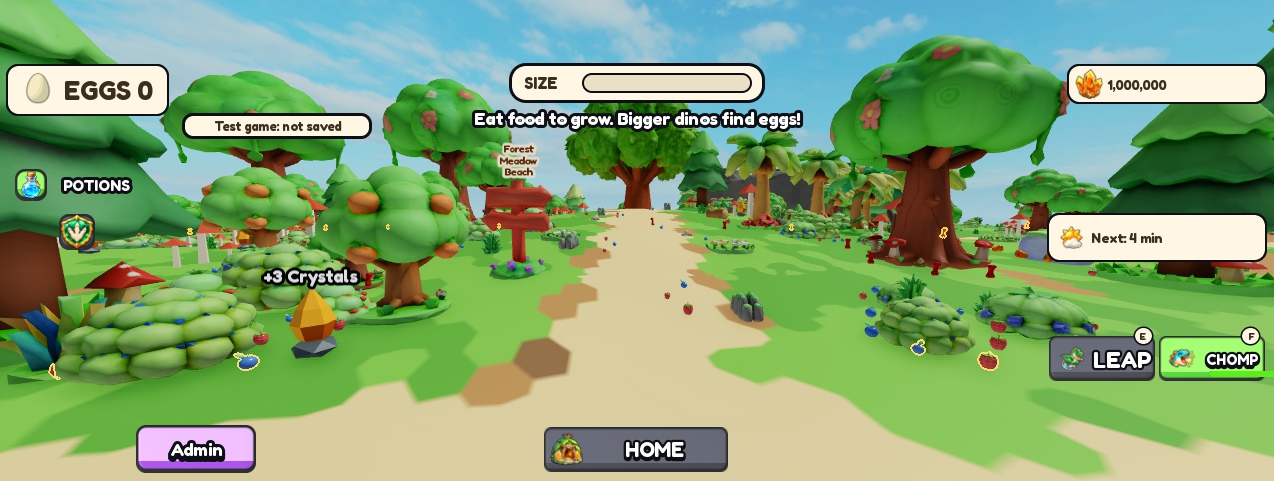 EGGS 0
SIZE
1,000,000
Test game: not saved
Eat food to grow. Bigger dinos find eggs!
Forest
Meadow
Beach
POTIONS
Next: 4 min
+3 Crystals
E
F
LEAP
CHOMP
Admin
HOME